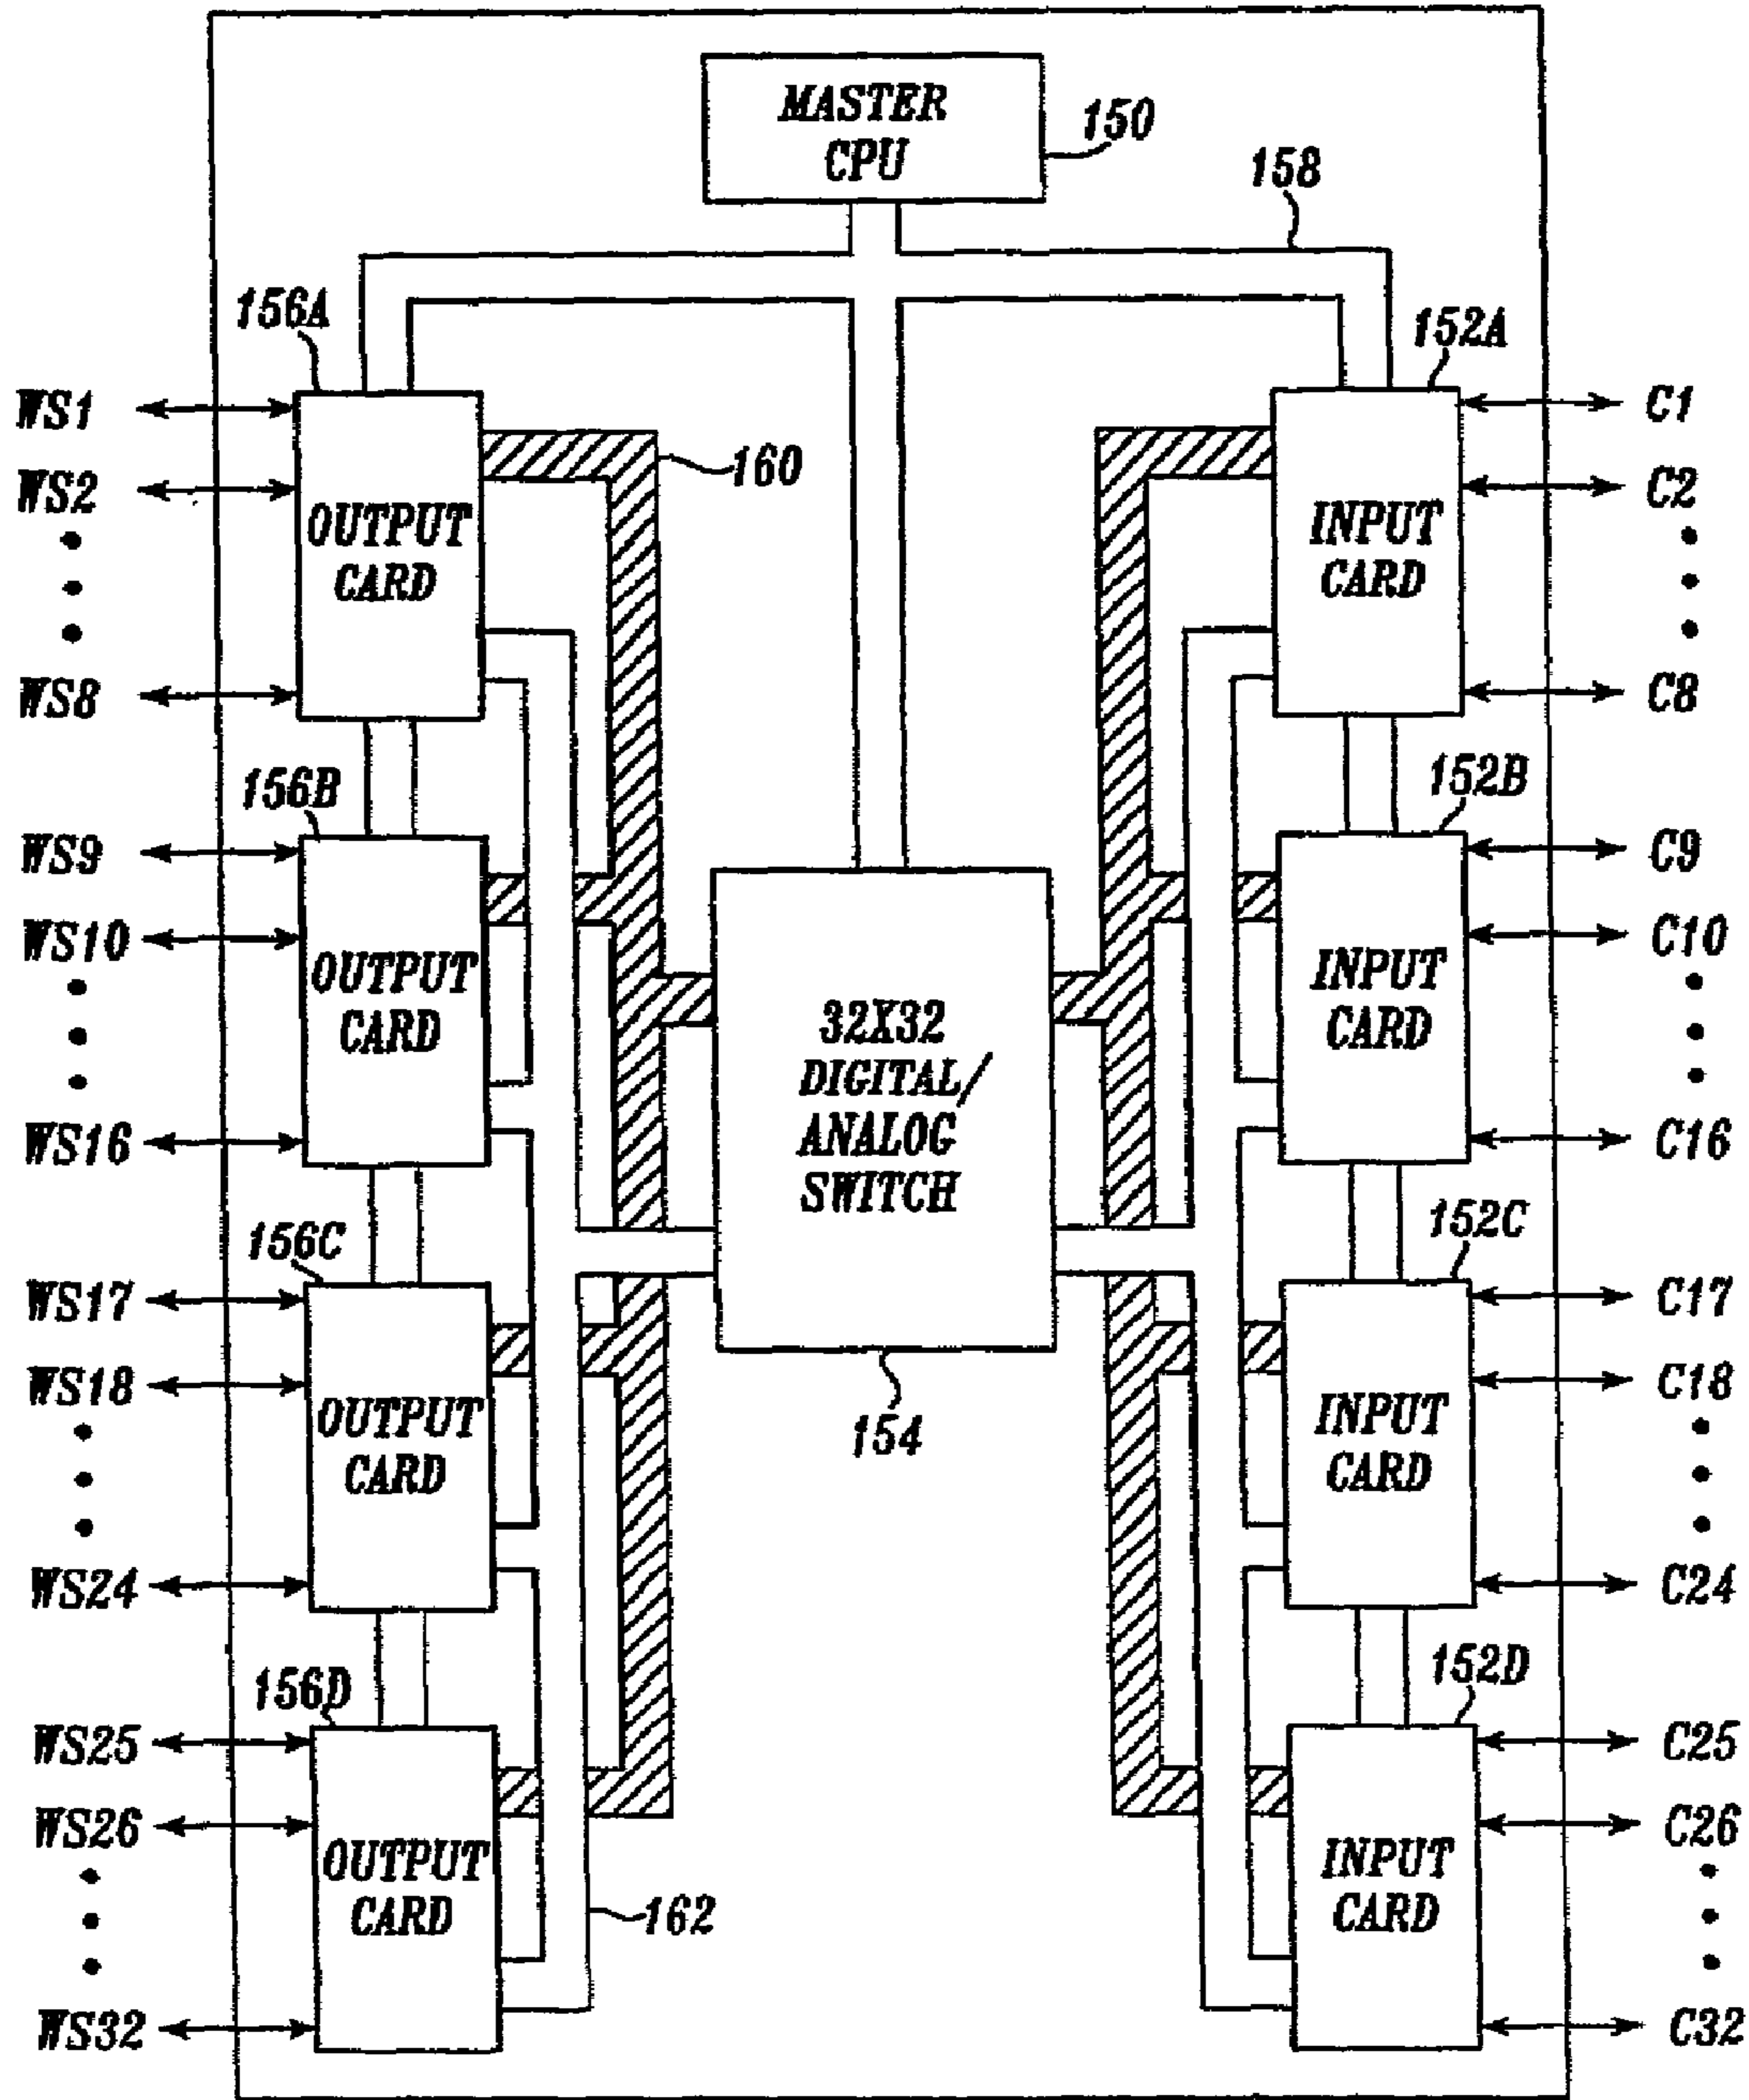 MASTER
CPU
150
158
156A
152A
WS1
C1
160
WS2
C2
OUTPUT
CARD
INPUT
CARD
WS8
C8
156B
152B
WS9
C9
WS10
C10
OUTPUT
CARD
INPUT
CARD
32X32
DIGITAL/
ANALOG
SWITCH
WS16
C16
156C
152C
WS17
C17
WS18
C18
OUTPUT
CARD
INPUT
CARD
154
WS24
C24
156D
152D
WS25
C25
WS26
C26
OUTPUT
CARD
INPUT
CARD
162
WS32
C32